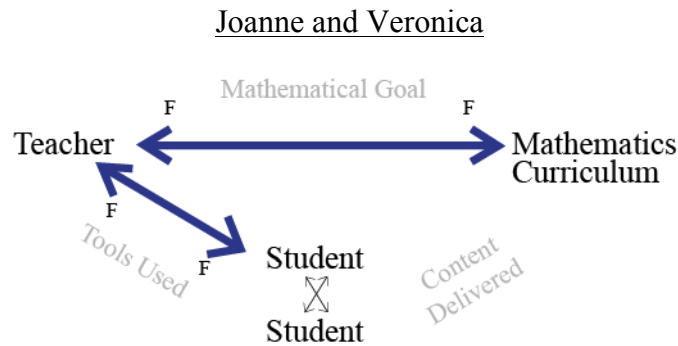 Joanne and Veronica
Mathematical Goal
F F
Teacher
Mathematics
Curriculum
F
Tools Used
F
Student
Content
Delivered
Student